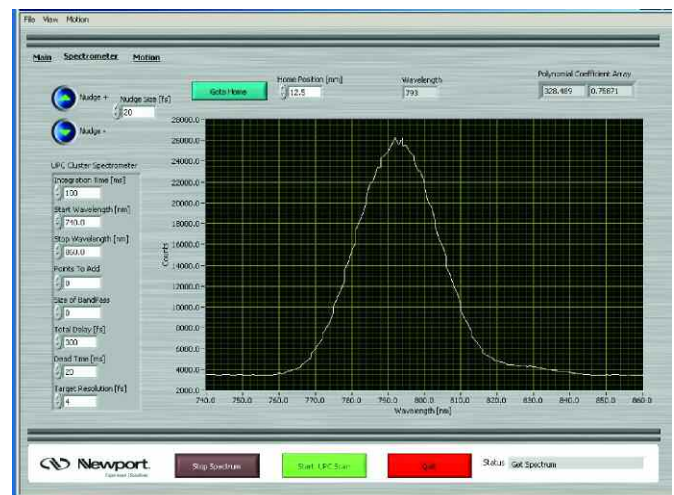 File View Motion
Main Spectrometer Motion
Nudge +
Nudge Size [fs]
20
Nudge -
Goto Home
Home Position [mm]
12.5
Wavelength
793
Polynomial Coefficient Array
328.489 0.75671
UPC Cluster Spectrometer
Integration Time [ms]
100
Start Wavelength [nm]
740.0
Stop Wavelength [nm]
860.0
Points To Add
0
Size of BandPass
0
Total Delay [fs]
300
Dead Time [ms]
20
Target Resolution [fs]
4
Counts
28000.0
26000.0
24000.0
22000.0
20000.0
18000.0
16000.0
14000.0
12000.0
10000.0
8000.0
6000.0
4000.0
2000.0
740.0 750.0 760.0 770.0 780.0 790.0 800.0 810.0 820.0 830.0 840.0 850.0 860.0
Wavelength [nm]
Newport.
Experience | Solutions
Stop Spectrum
Start UPC Scan
Quit
Status Got Spectrum